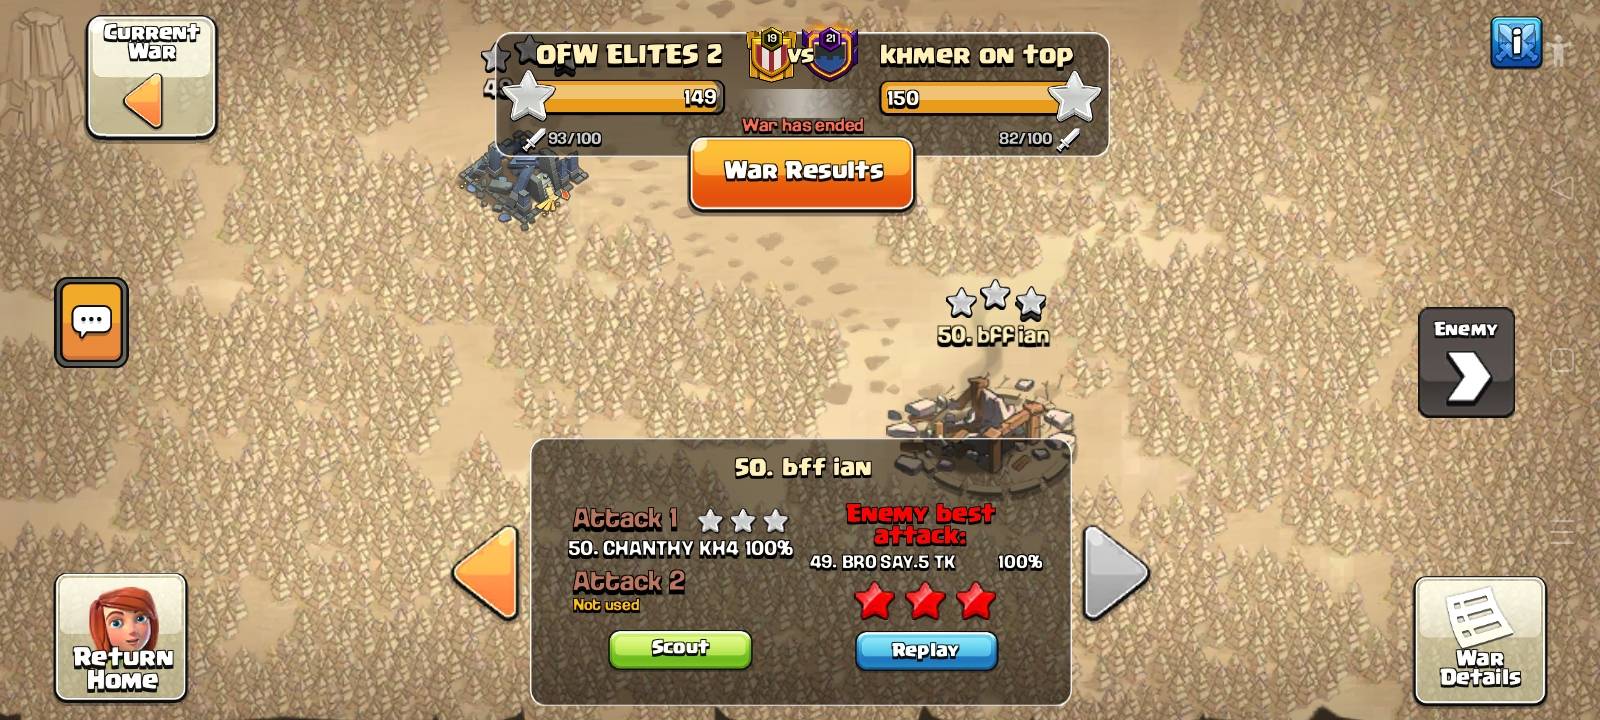 Current
War
OFW ELITES 2
19
VS
21
KHMER ON TOP
149
150
93/100
War has ended
82/100
War Results
50. bff ian
Enemy
50. bff ian
Attack 1
50. CHANTHY KH4 100%
Attack 2
Not used
Scout
Enemy best
attack:
49. BRO SAY.5 TK 100%
Replay
Return
Home
War
Details